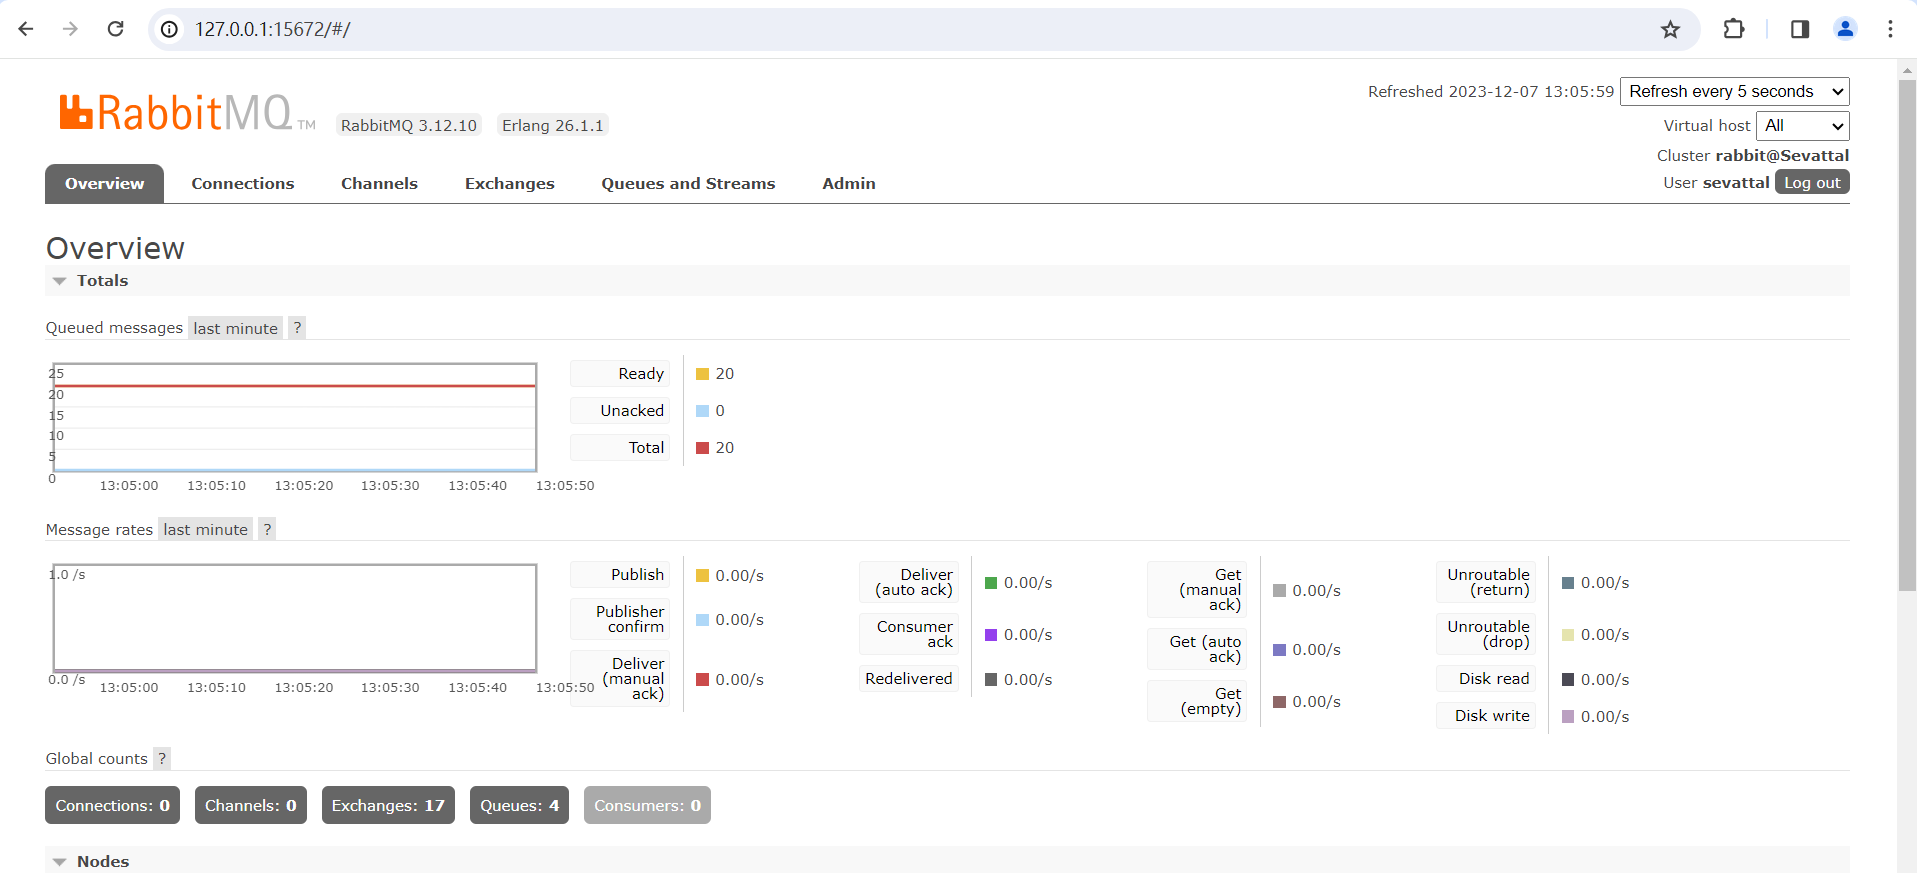 127.0.0.1:15672/#/
RabbitMQ TM
RabbitMQ 3.12.10
Erlang 26.1.1
Refreshed 2023-12-07 13:05:59
Refresh every 5 seconds
Virtual host
All
Cluster rabbit@Sevattal
User sevattal
Log out
Overview
Connections
Channels
Exchanges
Queues and Streams
Admin
Overview
Totals
Queued messages last minute ?
25
20
15
10
5
0
13:05:00 13:05:10 13:05:20 13:05:30 13:05:40 13:05:50
Ready 20
Unacked 0
Total 20
Message rates last minute ?
1.0 /s
0.0 /s
13:05:00 13:05:10 13:05:20 13:05:30 13:05:40 13:05:50
Publish 0.00/s
Publisher
confirm 0.00/s
Deliver
(manual
ack) 0.00/s
Deliver
(auto ack) 0.00/s
Consumer
ack 0.00/s
Redelivered 0.00/s
Get
(manual
ack) 0.00/s
Get (auto
ack) 0.00/s
Get
(empty) 0.00/s
Unroutable
(return) 0.00/s
Unroutable
(drop) 0.00/s
Disk read 0.00/s
Disk write 0.00/s
Global counts ?
Connections: 0
Channels: 0
Exchanges: 17
Queues: 4
Consumers: 0
Nodes